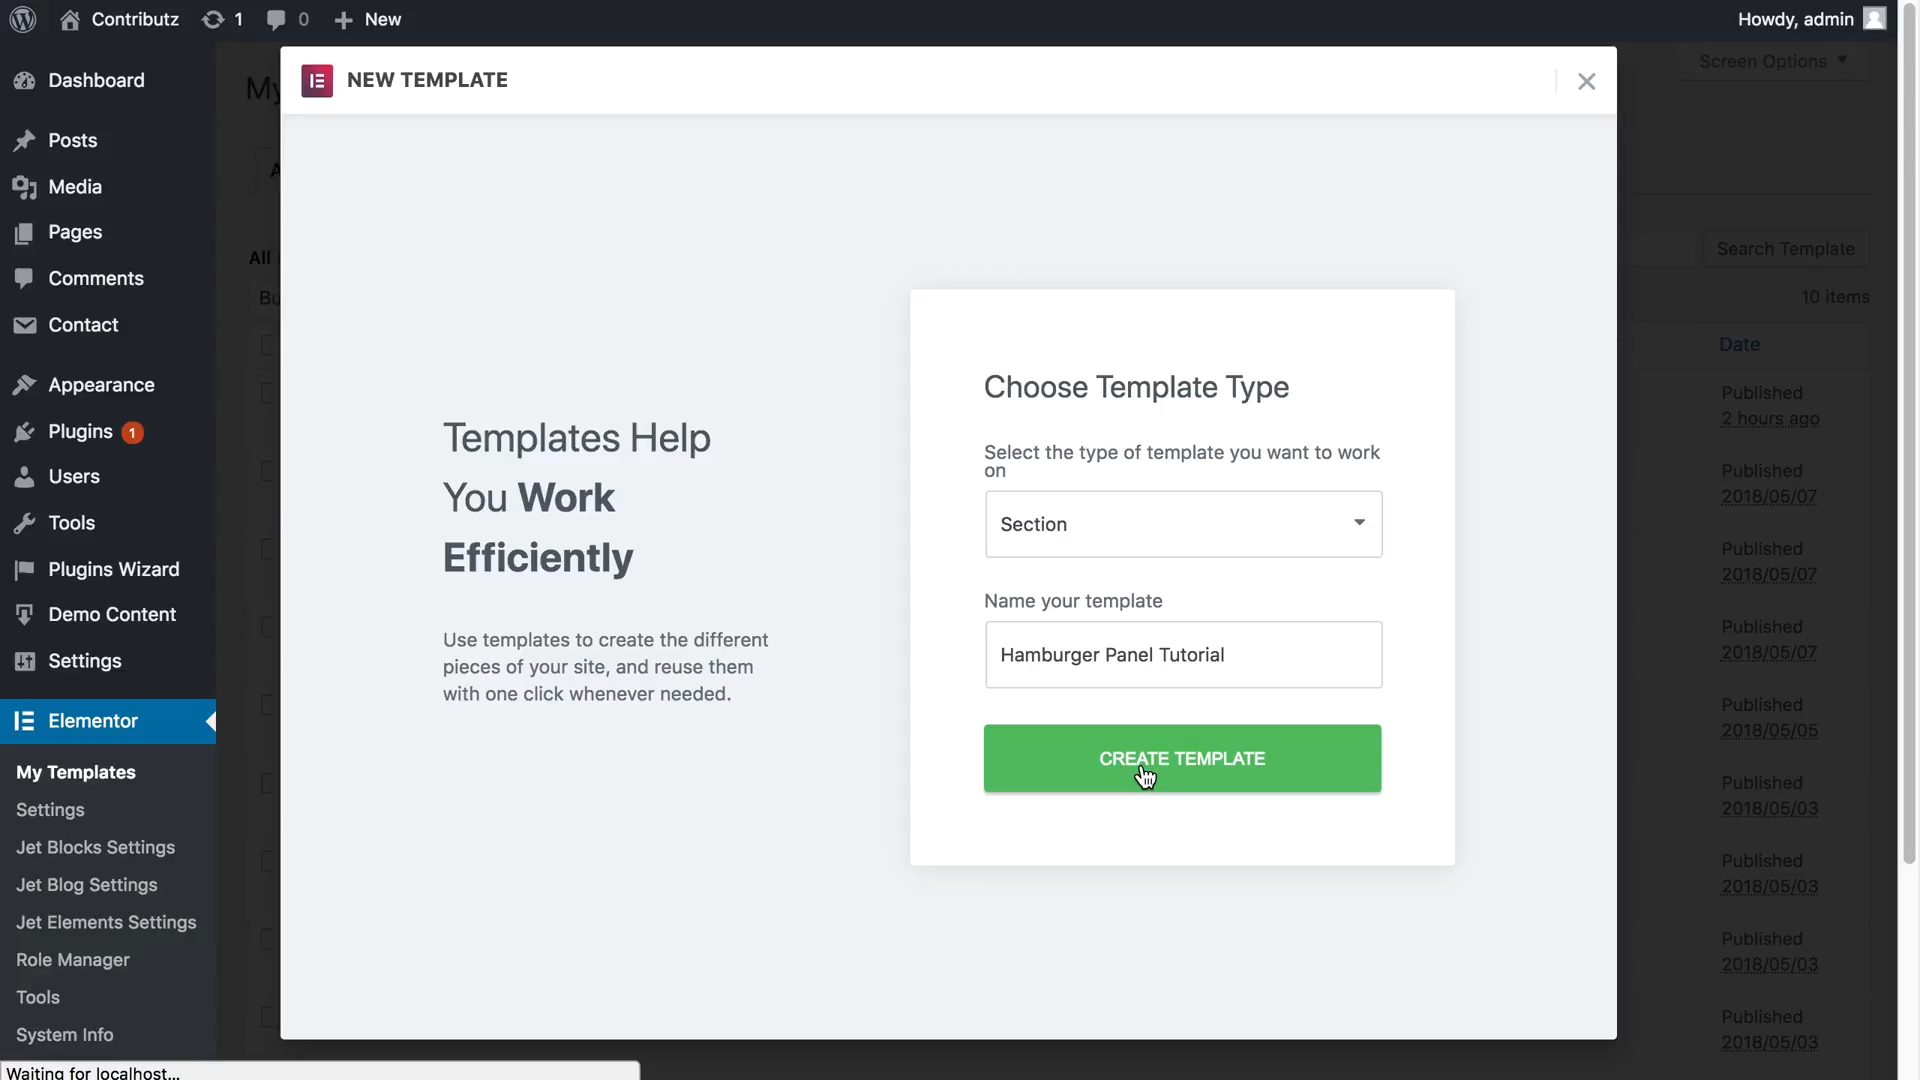 Contributz
1
0
New
Howdy, admin
Dashboard
Posts
Media
Pages
Comments
Contact
Appearance
Plugins 1
Users
Tools
Plugins Wizard
Demo Content
Settings
Elementor
My Templates
Settings
Jet Blocks Settings
Jet Blog Settings
Jet Elements Settings
Role Manager
Tools
System Info
Waiting for localhost...
My
All
NEW TEMPLATE
Templates Help
You Work
Efficiently
Use templates to create the different
pieces of your site, and reuse them
with one click whenever needed.
Choose Template Type
Select the type of template you want to work
on
Section
Name your template
Hamburger Panel Tutorial
CREATE TEMPLATE
Screen Options
Search Template
10 items
Date
Published
2 hours ago
Published
2018/05/07
Published
2018/05/07
Published
2018/05/07
Published
2018/05/05
Published
2018/05/03
Published
2018/05/03
Published
2018/05/03
Published
2018/05/03